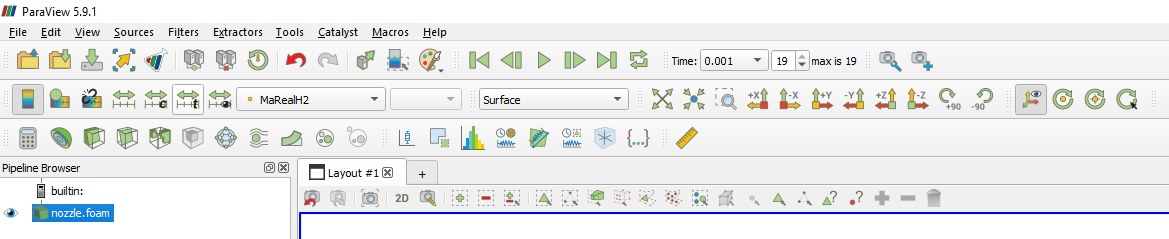 ParaView 5.9.1
File Edit View Sources Filters Extractors Tools Catalyst Macros Help
Time: 0.001 19 max is 19
c t MaRealH2 Surface +X -X +Y -Y +Z -Z +90 -90
{...}
Pipeline Browser
Layout #1 +
builtin:
2D ? ?
nozzle.foam